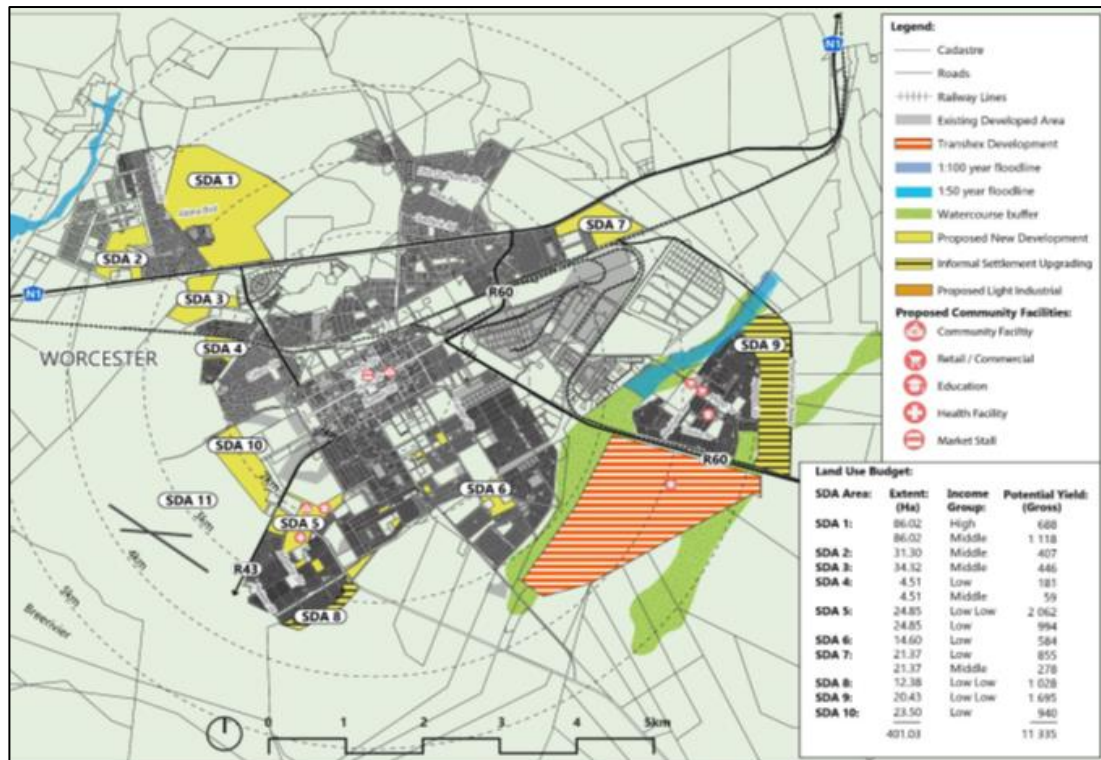 N1
Legend:
Cadastre
Roads
Railway Lines
Existing Developed Area
Transhex Development
1:100 year floodline
1:50 year floodline
Watercourse buffer
Proposed New Development
Informal Settlement Upgrading
Proposed Light Industrial
Proposed Community Facilities:
Community Faciltiy
Retail / Commercial
Education
Health Facility
Market Stall
SDA 1
SDA 7
SDA 2
N1
SDA 3
R60
SDA 4
SDA 9
WORCESTER
SDA 10
R60
SDA 11
SDA 6
SDA 5
3km
4km
R43
5km
SDA 8
Breerivier
0 1 2 3 4 5km
Land Use Budget:
SDA Area: Extent: Income Potential Yield:
(Ha) Group: (Gross)
SDA 1: 86.02 High 688
86.02 Middle 1 118
SDA 2: 31.30 Middle 407
SDA 3: 34.32 Middle 446
SDA 4: 4.51 Low 181
4.51 Middle 59
SDA 5: 24.85 Low Low 2 062
24.85 Low 994
SDA 6: 14.60 Low 584
SDA 7: 21.37 Low 855
21.37 Middle 278
SDA 8: 12.38 Low Low 1 028
SDA 9: 20.43 Low Low 1 695
SDA 10: 23.50 Low 940
401.03 11 335